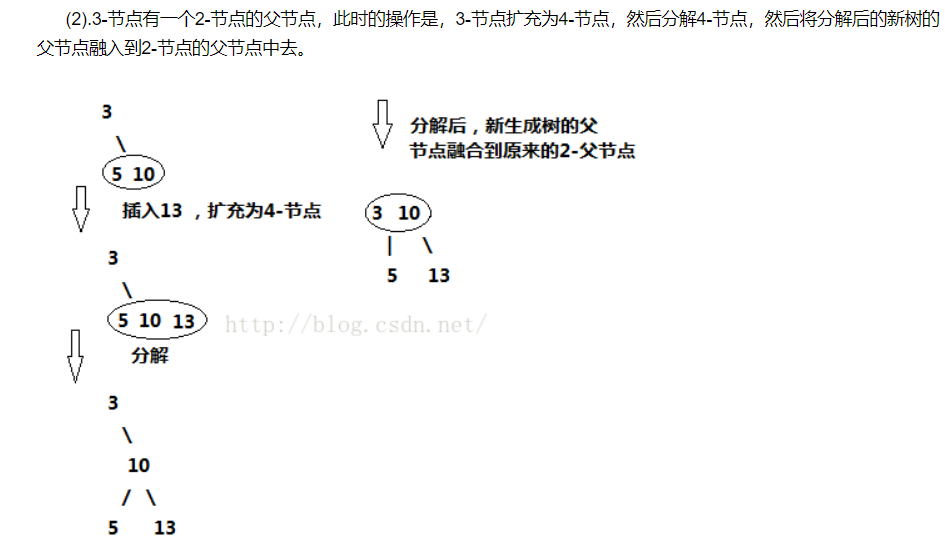 (2).3-节点有一个2-节点的父节点，此时的操作是，3-节点扩充为4-节点，然后分解4-节点，然后将分解后的新树的
父节点融入到2-节点的父节点中去。
3
\
5 10
插入13 ，扩充为4-节点
3
\
5 10 13
分解
3
\
10
/ \
5 13
分解后，新生成树的父
节点融合到原来的2-父节点
3 10
| \
5 13
http://blog.csdn.net/